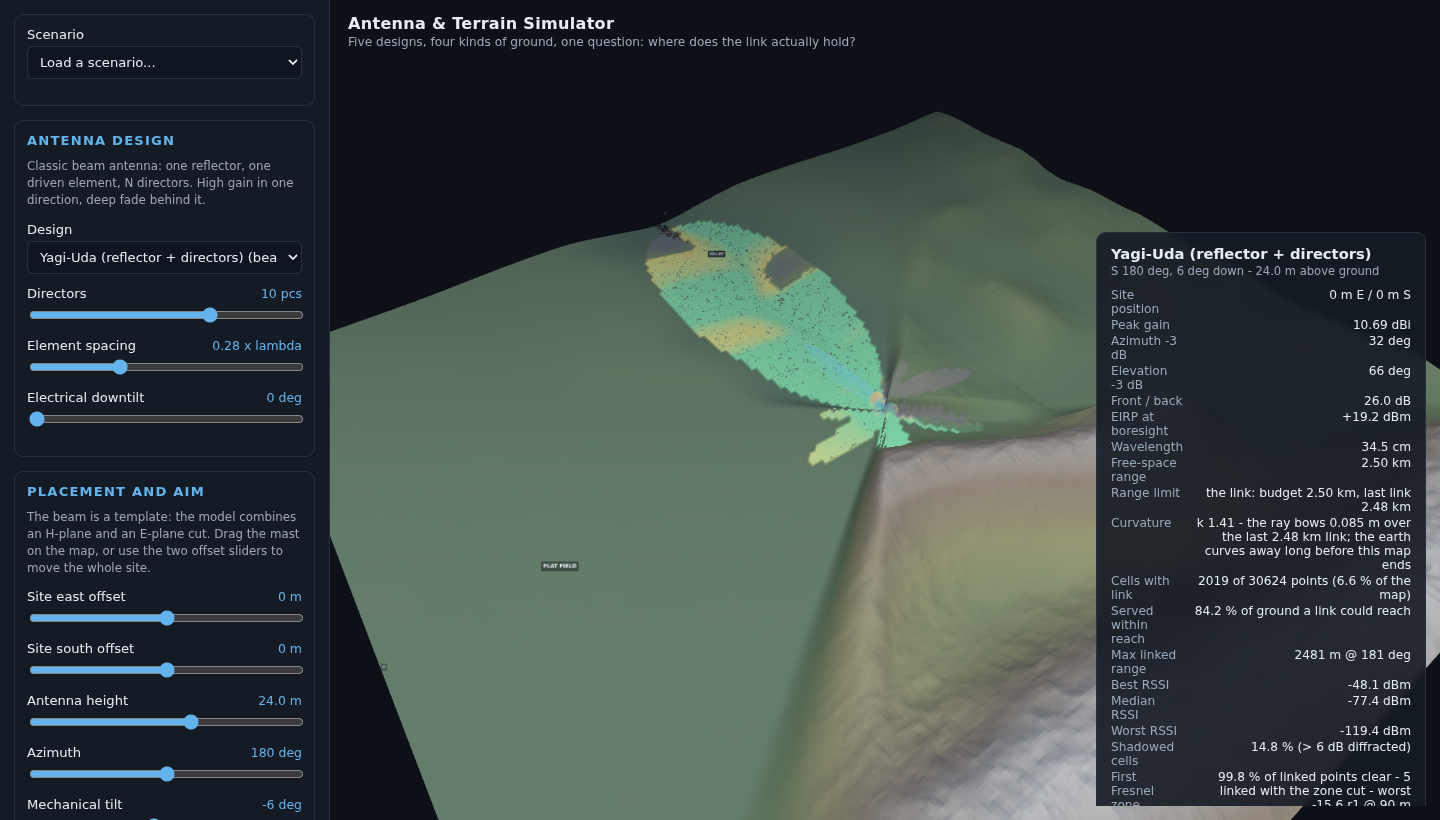 Scenario
Load a scenario...
ANTENNA DESIGN
Classic beam antenna: one reflector, one
driven element, N directors. High gain in one
direction, deep fade behind it.
Design
Yagi-Uda (reflector + directors) (bea
Directors 10 pcs
Element spacing 0.28 x lambda
Electrical downtilt 0 deg
PLACEMENT AND AIM
The beam is a template: the model combines
an H-plane and an E-plane cut. Drag the mast
on the map, or use the two offset sliders to
move the whole site.
Site east offset 0 m
Site south offset 0 m
Antenna height 24.0 m
Azimuth 180 deg
Mechanical tilt -6 deg
Antenna & Terrain Simulator
Five designs, four kinds of ground, one question: where does the link actually hold?
FLAT FIELD
Yagi-Uda (reflector + directors)
S 180 deg, 6 deg down - 24.0 m above ground
Site position 0 m E / 0 m S
Peak gain 10.69 dBi
Azimuth -3 dB 32 deg
Elevation -3 dB 66 deg
Front / back 26.0 dB
EIRP at boresight +19.2 dBm
Wavelength 34.5 cm
Free-space range 2.50 km
Range limit the link: budget 2.50 km, last link
2.48 km
Curvature k 1.41 - the ray bows 0.085 m over
the last 2.48 km link; the earth
curves away long before this map
ends
Cells with link 2019 of 30624 points (6.6 % of the
map)
Served within reach 84.2 % of ground a link could reach
Max linked range 2481 m @ 181 deg
Best RSSI -48.1 dBm
Median RSSI -77.4 dBm
Worst RSSI -119.4 dBm
Shadowed cells 14.8 % (> 6 dB diffracted)
First Fresnel zone 99.8 % of linked points clear - 5
linked with the zone cut - worst
-15.6 r1 @ 90 m